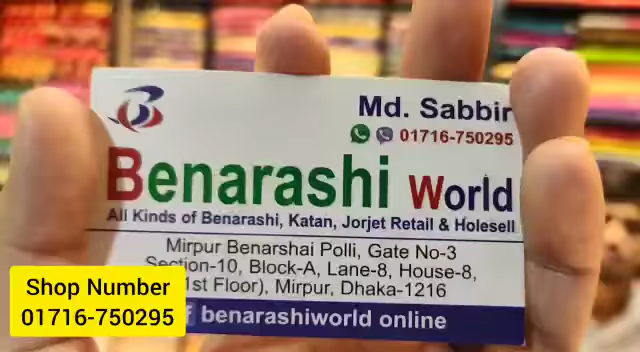 Md. Sabbir
01716-750295
Benarashi World
All Kinds of Benarashi, Katan, Jorjet Retail & Holesell
Mirpur Benarshai Polli, Gate No-3
Section-10, Block-A, Lane-8, House-8,
1st Floor), Mirpur, Dhaka-1216
f benarashiworld online
Shop Number
01716-750295